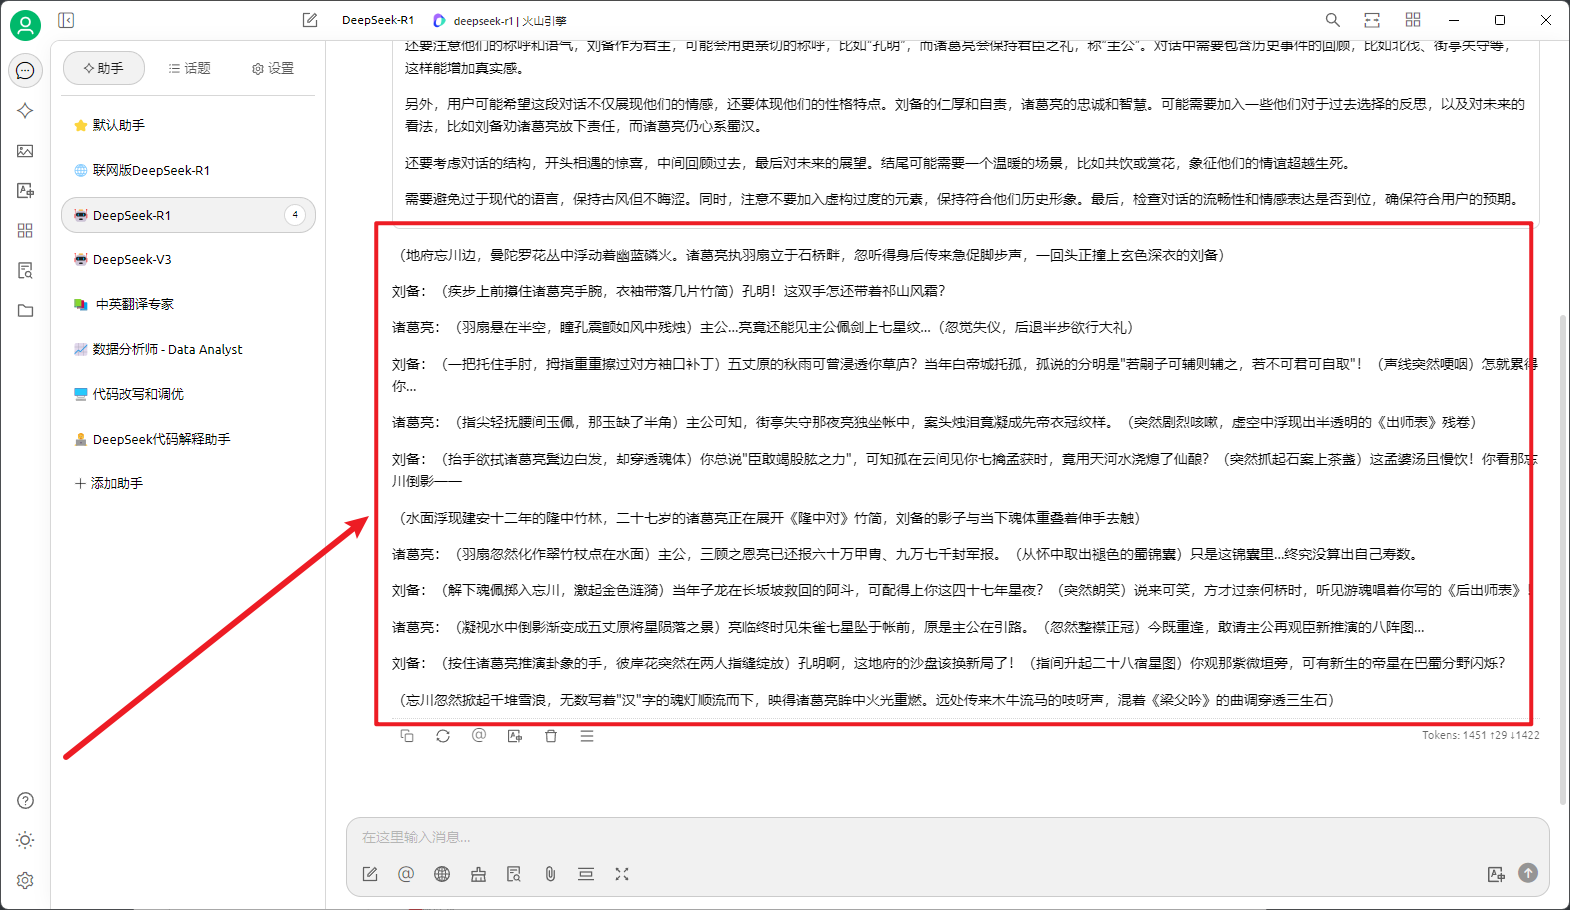 DeepSeek-R1
deepseek-r1 | 火山引擎
助手
话题
设置
默认助手
联网版DeepSeek-R1
DeepSeek-R1
4
DeepSeek-V3
中英翻译专家
数据分析师 - Data Analyst
代码改写和调优
DeepSeek代码解释助手
添加助手
还要注意他们的称呼和语气，刘备作为君主，可能会用更亲切的称呼，比如"孔明"，而诸葛亮会保持君臣之礼，称"主公"。对话中需要包含历史事件的回顾，比如北伐、街亭失守等，
这样能增加真实感。
另外，用户可能希望这段对话不仅展现他们的情感，还要体现他们的性格特点。刘备的仁厚和自责，诸葛亮的忠诚和智慧。可能需要加入一些他们对于过去选择的反思，以及对未来的
看法，比如刘备劝诸葛亮放下责任，而诸葛亮仍心系蜀汉。
还要考虑对话的结构，开头相遇的惊喜，中间回顾过去，最后对未来的展望。结尾可能需要一个温暖的场景，比如共饮或赏花，象征他们的情谊超越生死。
需要避免过于现代的语言，保持古风但不晦涩。同时，注意不要加入虚构过度的元素，保持符合他们历史形象。最后，检查对话的流畅性和情感表达是否到位，确保符合用户的预期。
（地府忘川边，曼陀罗花丛中浮动着幽蓝磷火。诸葛亮执羽扇立于石桥畔，忽听得身后传来急促脚步声，一回头正撞上玄色深衣的刘备）
刘备：（疾步上前攥住诸葛亮手腕，衣袖带落几片竹简）孔明！这双手怎还带着祁山风霜？
诸葛亮：（羽扇悬在半空，瞳孔震颤如风中残烛）主公...亮竟还能见主公佩剑上七星纹...（忽觉失仪，后退半步欲行大礼）
刘备：（一把托住手肘，拇指重重擦过对方袖口补丁）五丈原的秋雨可曾浸透你草庐？当年白帝城托孤，孤说的分明是"若嗣子可辅则辅之，若不可君可自取"！（声线突然哽咽）怎就累得
你...
诸葛亮：（指尖轻抚腰间玉佩，那玉缺了半角）主公可知，街亭失守那夜亮独坐帐中，案头烛泪竟凝成先帝衣冠纹样。（突然剧烈咳嗽，虚空中浮现出半透明的《出师表》残卷）
刘备：（抬手欲拭诸葛亮鬓边白发，却穿透魂体）你总说"臣敢竭股肱之力"，可知孤在云间见你七擒孟获时，竟用天河水浇熄了仙酿？（突然抓起石案上茶盏）这孟婆汤且慢饮！你看那忘
川倒影——
（水面浮现建安十二年的隆中竹林，二十七岁的诸葛亮正在展开《隆中对》竹简，刘备的影子与当下魂体重叠着伸手去触）
诸葛亮：（羽扇忽然化作翠竹杖点在水面）主公，三顾之恩亮已还报六十万甲胄、九万七千封军报。（从怀中取出褪色的蜀锦囊）只是这锦囊里...终究没算出自己寿数。
刘备：（解下魂佩掷入忘川，激起金色涟漪）当年子龙在长坂坡救回的阿斗，可配得上你这四十七年星夜？（突然朗笑）说来可笑，方才过奈何桥时，听见游魂唱着你写的《后出师表》！
诸葛亮：（凝视水中倒影渐变成五丈原将星陨落之景）亮临终时见朱雀七星坠于帐前，原是主公在引路。（忽然整襟正冠）今既重逢，敢请主公再观臣新推演的八阵图...
刘备：（按住诸葛亮推演卦象的手，彼岸花突然在两人指缝绽放）孔明啊，这地府的沙盘该换新局了！（指间升起二十八宿星图）你观那紫微垣旁，可有新生的帝星在巴蜀分野闪烁？
（忘川忽然掀起千堆雪浪，无数写着"汉"字的魂灯顺流而下，映得诸葛亮眸中火光重燃。远处传来木牛流马的吱呀声，混着《梁父吟》的曲调穿透三生石）
Tokens: 1451 ↑29 ↓1422
在这里输入消息...